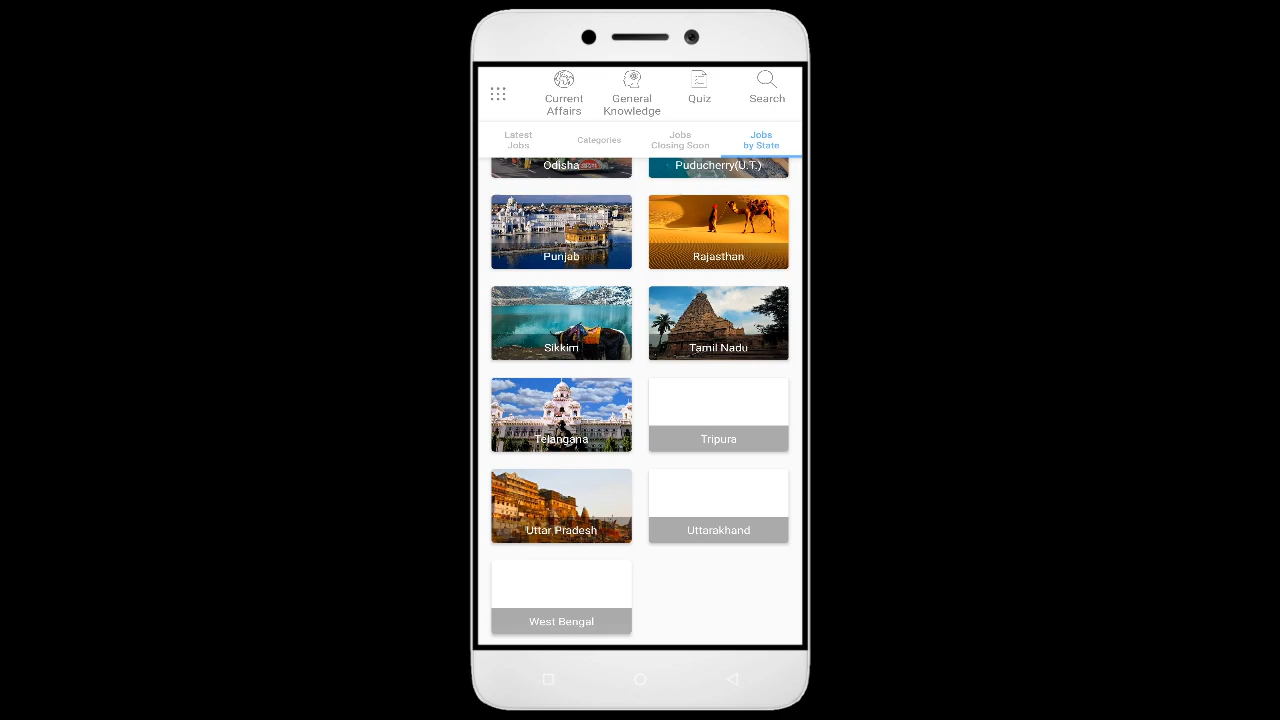 Current
Affairs
General
Knowledge
Quiz
Search
Latest
Jobs
Categories
Jobs
Closing Soon
Jobs
by State
Odisha
Puducherry(U.T.)
Punjab
Rajasthan
Sikkim
Tamil Nadu
Telangana
Tripura
Uttar Pradesh
Uttarakhand
West Bengal